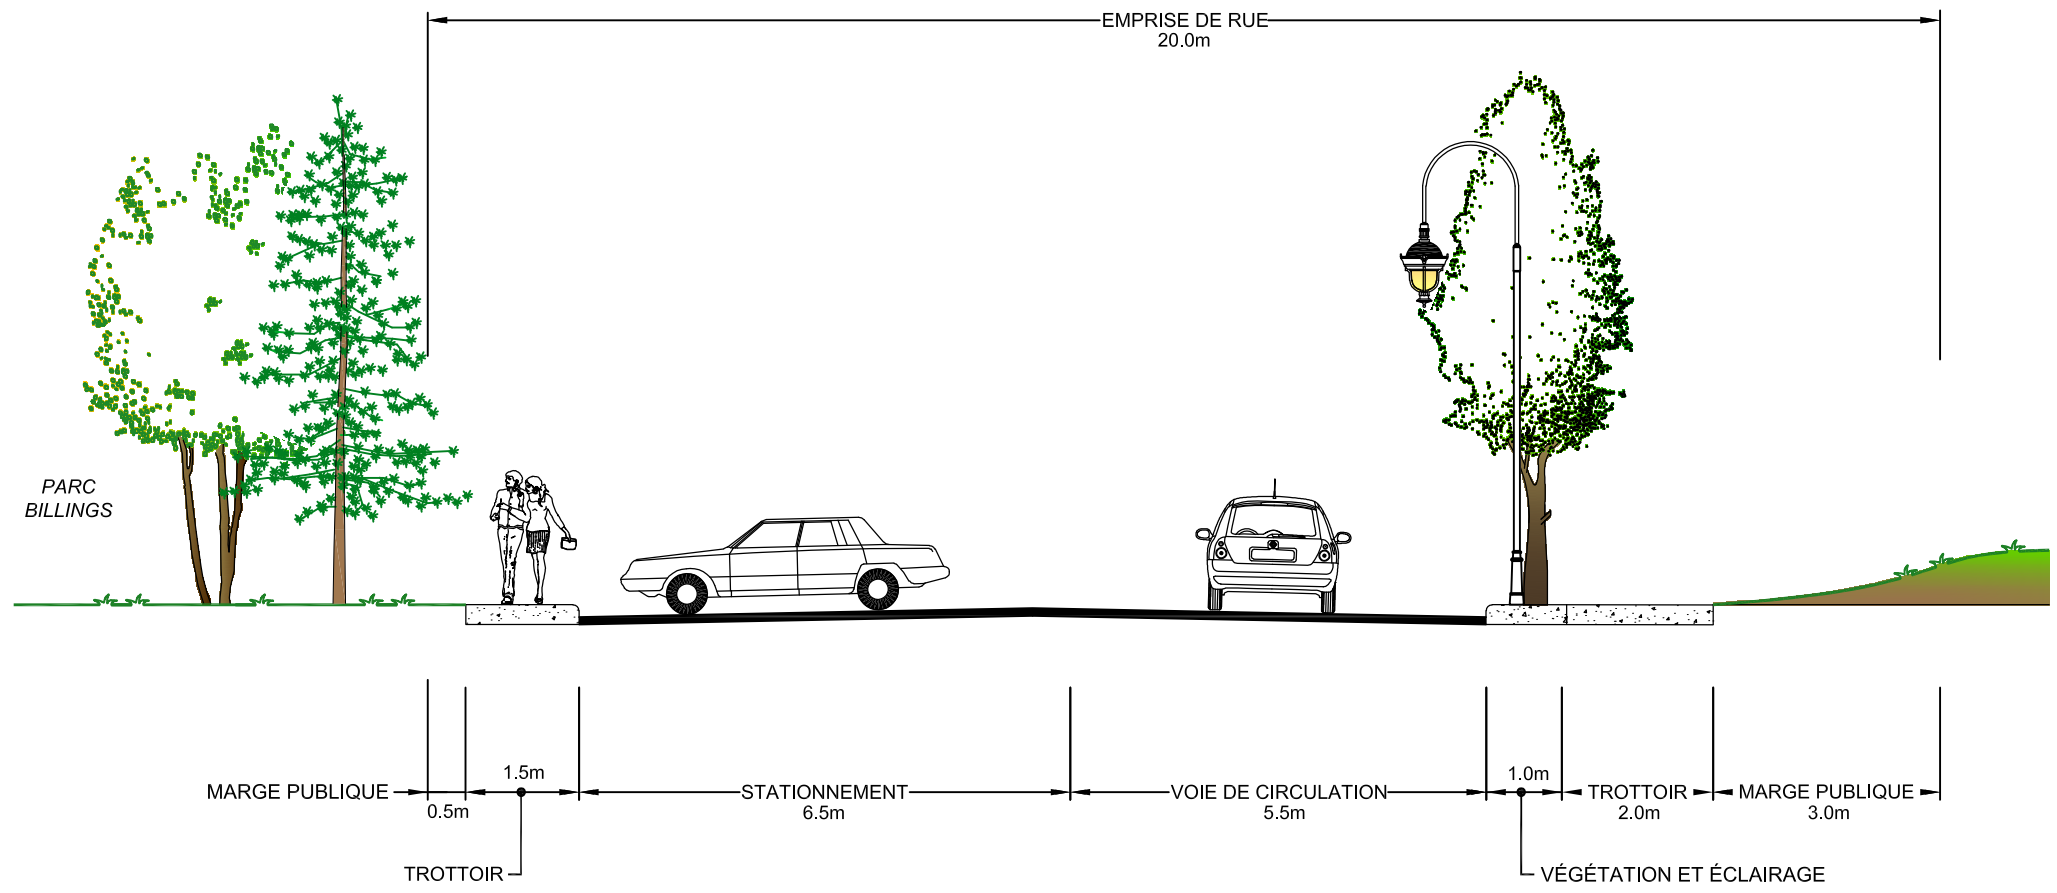 EMPRISE DE RUE
20.0m
PARC
BILLINGS
1.5m
1.0m
MARGE PUBLIQUE
STATIONNEMENT
VOIE DE CIRCULATION
TROTTOIR
MARGE PUBLIQUE
0.5m
6.5m
5.5m
2.0m
3.0m
TROTTOIR
VÉGÉTATION ET ÉCLAIRAGE